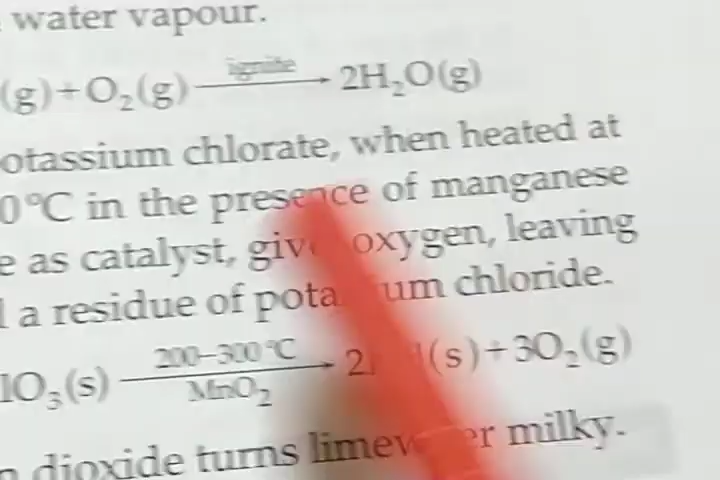 water vapour.
(g)+O₂(g) ignite → 2H₂O(g)
otassium chlorate, when heated at
0°C in the presence of manganese
e as catalyst, giv oxygen, leaving
a residue of pota um chloride.
lO₃(s) 200–300°C MnO₂ → 2 (s)+3O₂(g)
n dioxide turns limew er milky.